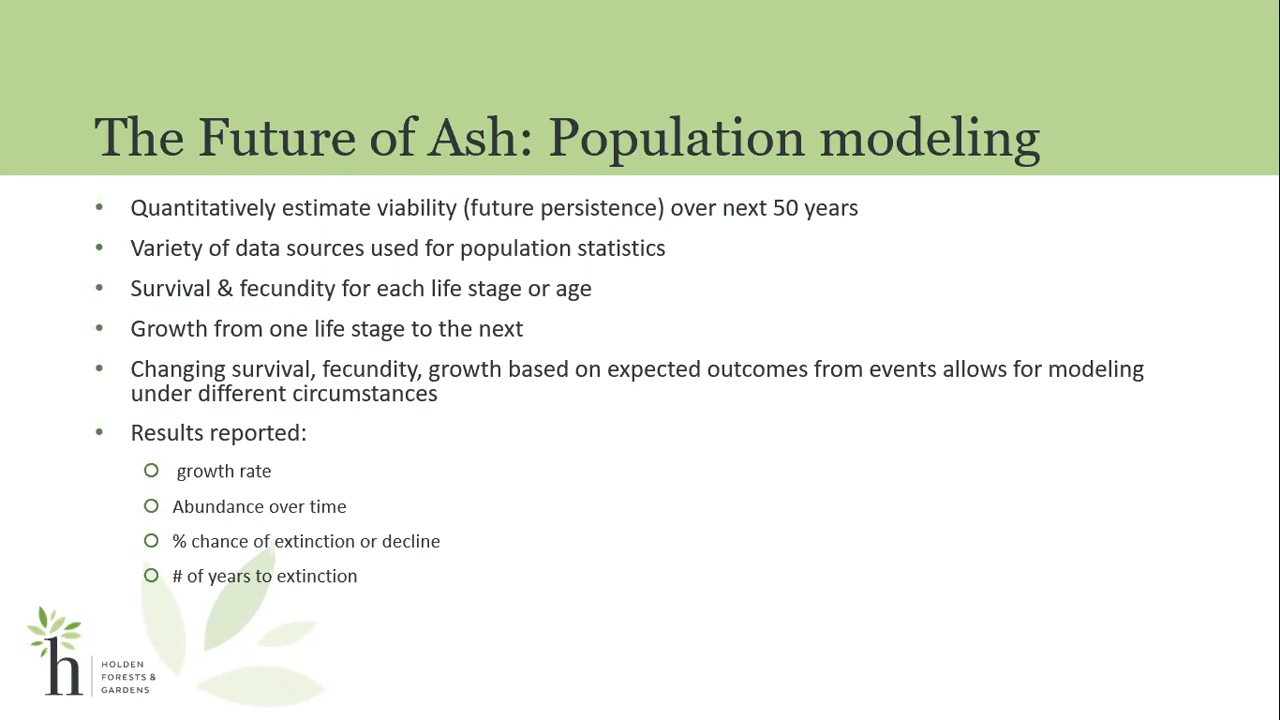 The Future of Ash: Population modeling
• Quantitatively estimate viability (future persistence) over next 50 years
• Variety of data sources used for population statistics
• Survival & fecundity for each life stage or age
• Growth from one life stage to the next
• Changing survival, fecundity, growth based on expected outcomes from events allows for modeling
under different circumstances
• Results reported:
growth rate
Abundance over time
% chance of extinction or decline
# of years to extinction
h
HOLDEN
FORESTS &
GARDENS